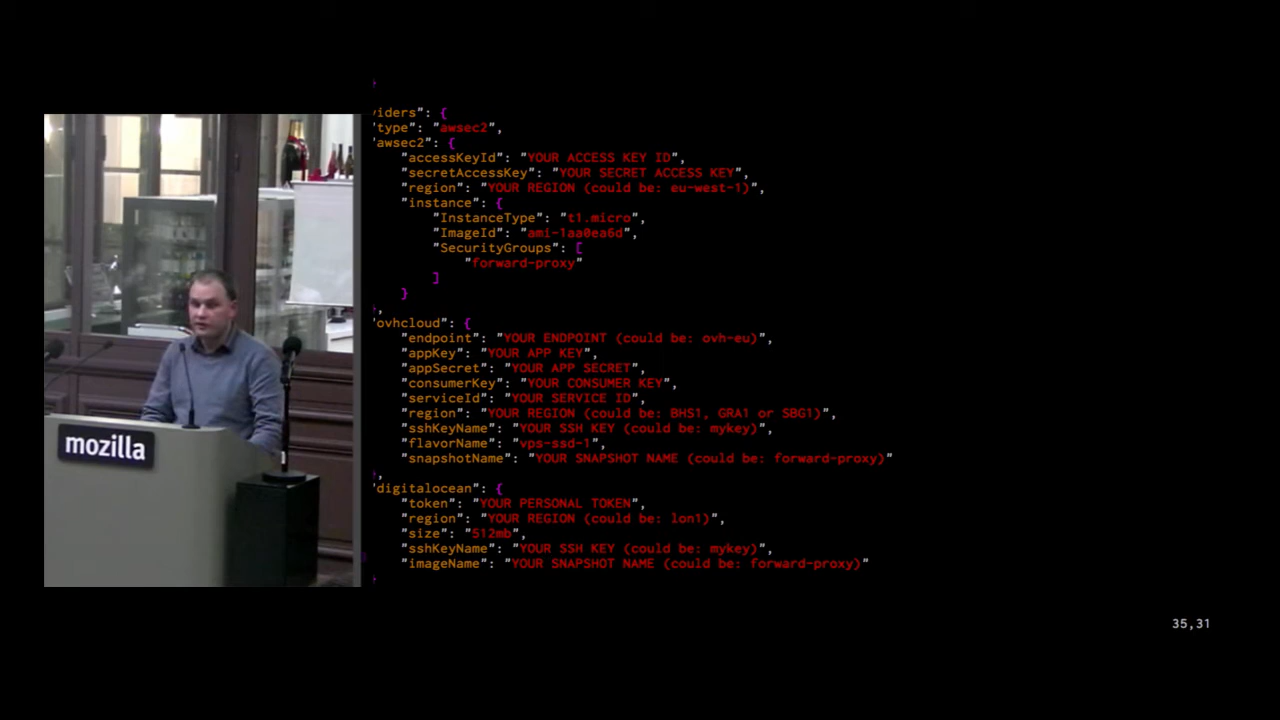 mozilla
}
viders": {
"type": "awsec2",
"awsec2": {
"accessKeyId": "YOUR ACCESS KEY ID",
"secretAccessKey": "YOUR SECRET ACCESS KEY",
"region": "YOUR REGION (could be: eu-west-1)",
"instance": {
"InstanceType": "t1.micro",
"ImageId": "ami-1aa0ea6d",
"SecurityGroups": [
"forward-proxy"
]
}
},
"ovhcloud": {
"endpoint": "YOUR ENDPOINT (could be: ovh-eu)",
"appKey": "YOUR APP KEY",
"appSecret": "YOUR APP SECRET",
"consumerKey": "YOUR CONSUMER KEY",
"serviceId": "YOUR SERVICE ID",
"region": "YOUR REGION (could be: BHS1, GRA1 or SBG1)",
"sshKeyName": "YOUR SSH KEY (could be: mykey)",
"flavorName": "vps-ssd-1",
"snapshotName": "YOUR SNAPSHOT NAME (could be: forward-proxy)"
},
"digitalocean": {
"token": "YOUR PERSONAL TOKEN",
"region": "YOUR REGION (could be: lon1)",
"size": "512mb",
"sshKeyName": "YOUR SSH KEY (could be: mykey)",
"imageName": "YOUR SNAPSHOT NAME (could be: forward-proxy)"
}
35,31